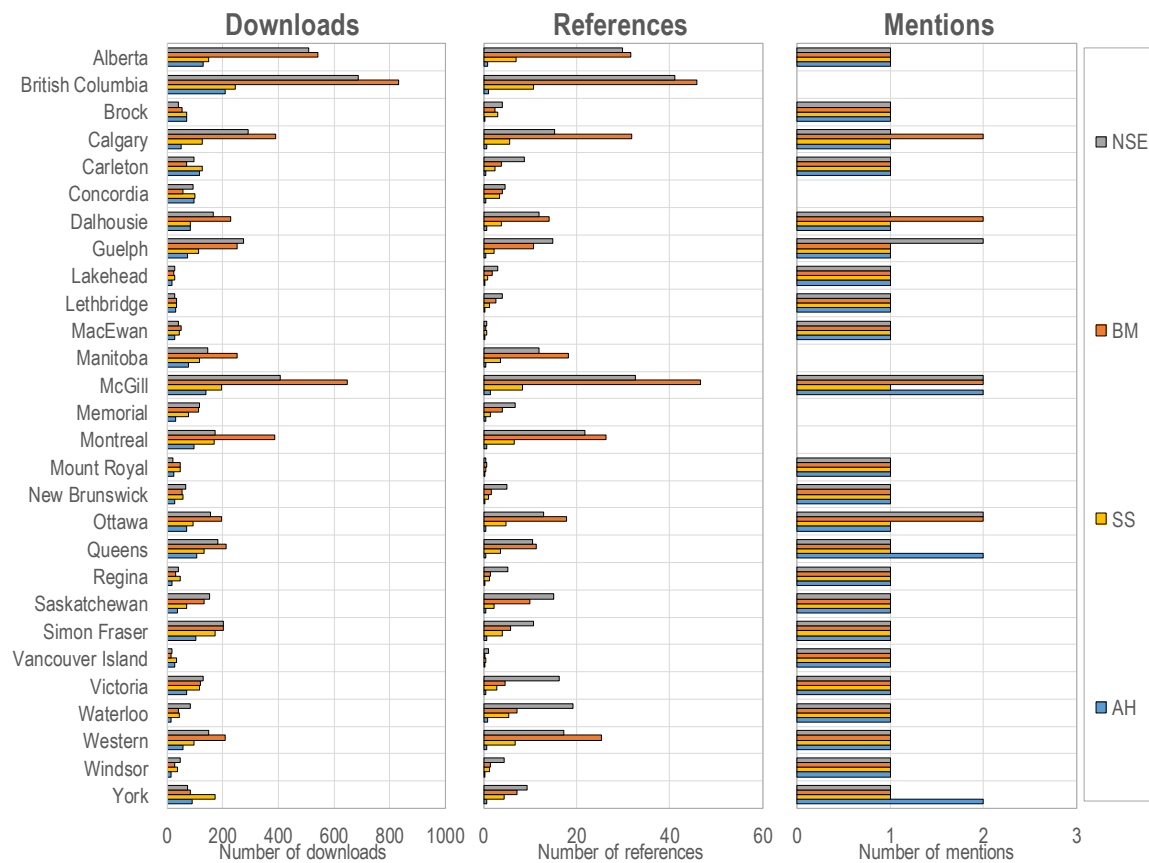 Downloads References Mentions
Alberta
British Columbia
Brock
Calgary
Carleton
Concordia
Dalhousie
Guelph
Lakehead
Lethbridge
MacEwan
Manitoba
McGill
Memorial
Montreal
Mount Royal
New Brunswick
Ottawa
Queens
Regina
Saskatchewan
Simon Fraser
Vancouver Island
Victoria
Waterloo
Western
Windsor
York
0 200 400 600 800 1000
Number of downloads
0 20 40 60
Number of references
0 1 2 3
Number of mentions
NSE
BM
SS
AH